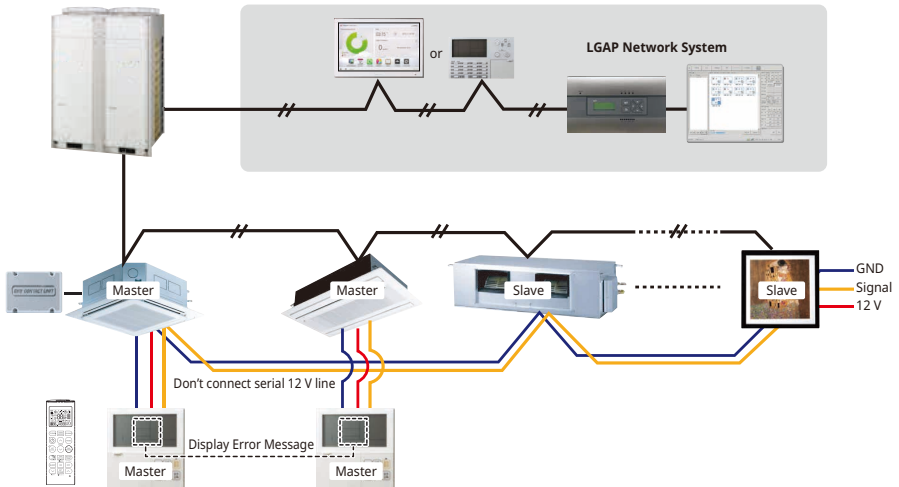 or
LGAP Network System
Master
Master
Slave
Slave
GND
Signal
12 V
Don't connect serial 12 V line
Display Error Message
Master
Master